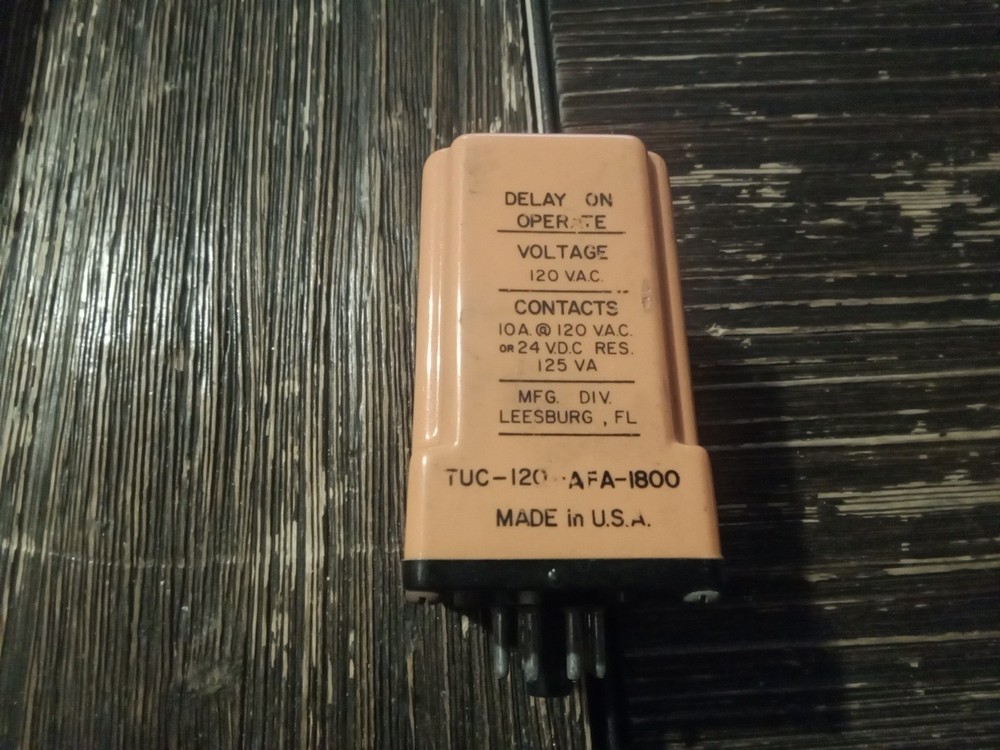 DELAY ON
OPERATE
VOLTAGE
120 V.A.C.
CONTACTS
10 A. @ 120 V.A.C.
OR 24 V.D.C RES.
125 VA
MFG. DIV.
LEESBURG , FL
TUC-120-AFA-1800
MADE in U.S.A.